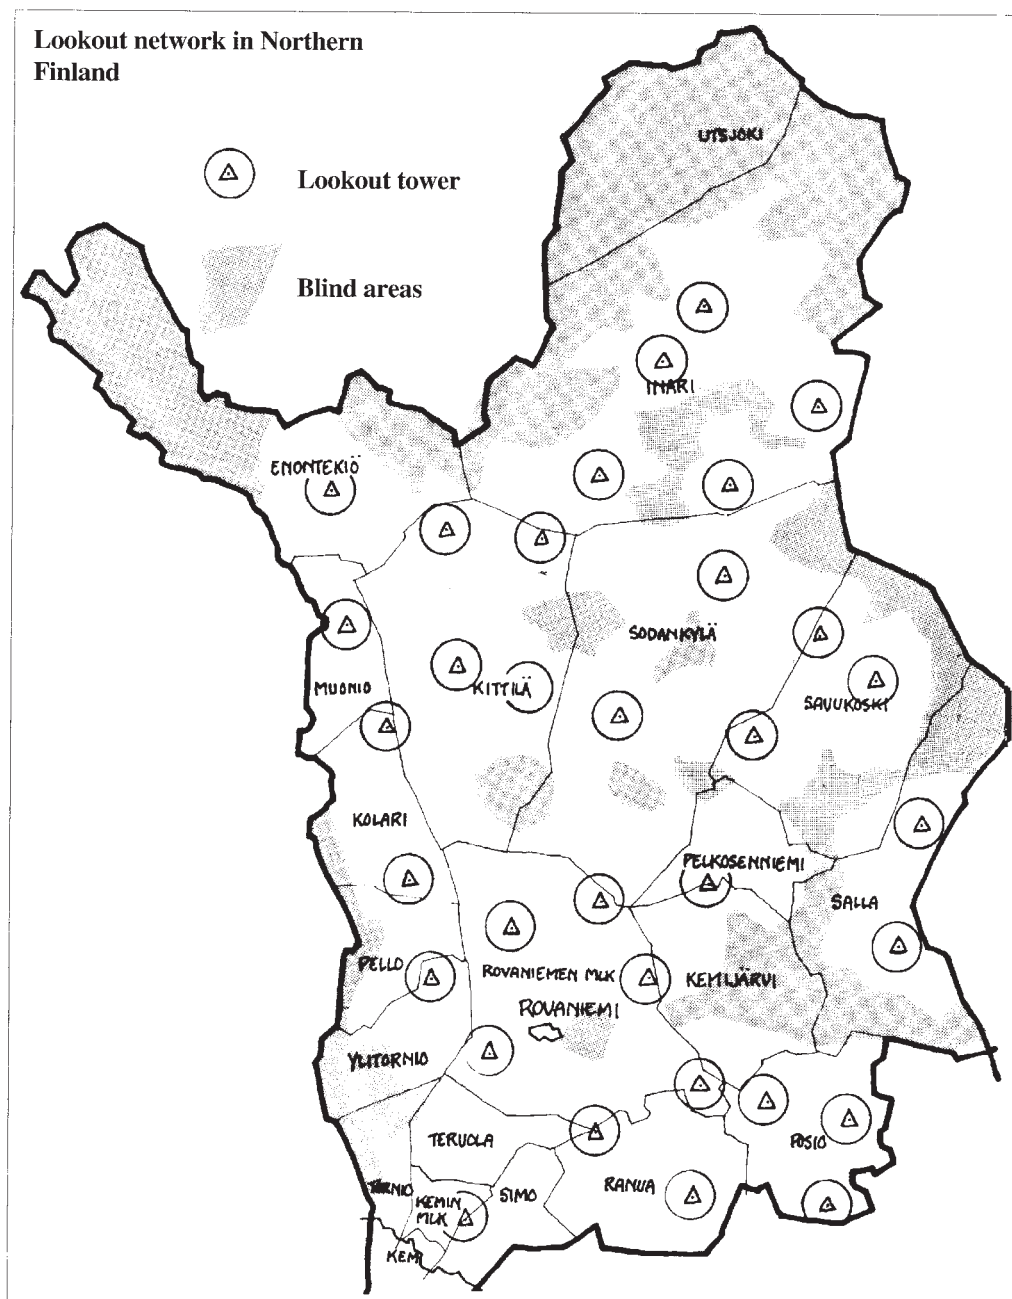 Lookout network in Northern
Finland
Lookout tower
Blind areas
UTSJOKI
INARI
ENONTEKIÖ
SODANKYLÄ
MUONIO
KITTILÄ
SAVUKOSKI
KOLARI
PELKOSENNIEMI
SALLA
PELLO
ROVANIEMEN MLK
KEMIJÄRVI
ROVANIEMI
YLITORNIO
TERVOLA
POSIO
TORNIO
KEMIN
MLK
SIMO
RANUA
KEMI